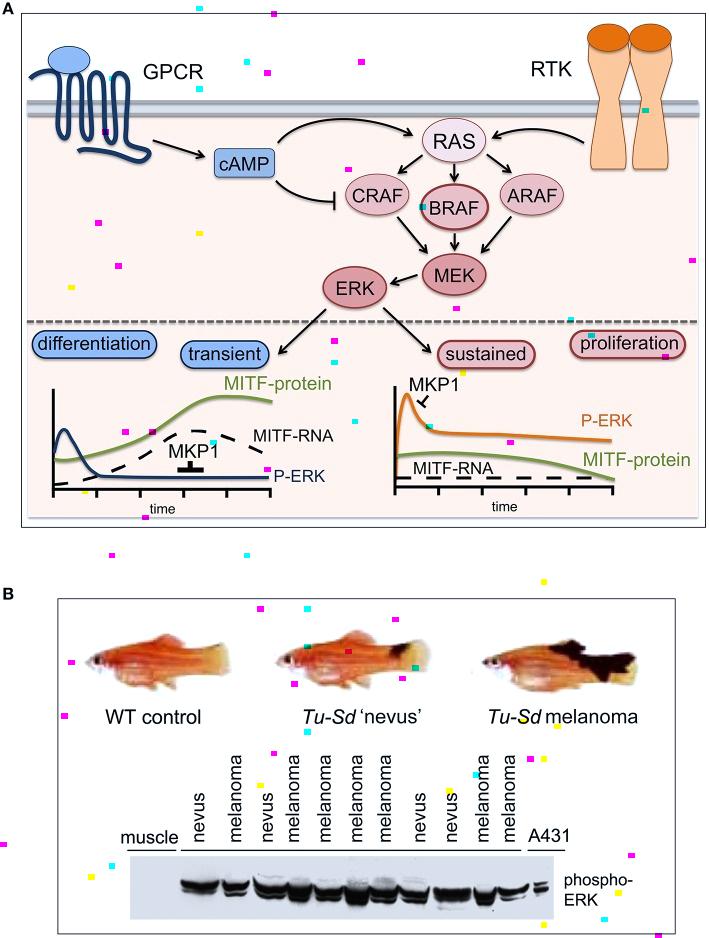 A
GPCR
RTK
cAMP
RAS
CRAF
BRAF
ARAF
MEK
ERK
differentiation
transient
sustained
proliferation
MITF-protein
MITF-RNA
MKP1
P-ERK
time
MKP1
P-ERK
MITF-protein
MITF-RNA
time
B
WT control
Tu-Sd ‘nevus’
Tu-Sd melanoma
muscle
nevus
melanoma
nevus
melanoma
melanoma
melanoma
melanoma
nevus
nevus
melanoma
melanoma
A431
phospho-
ERK